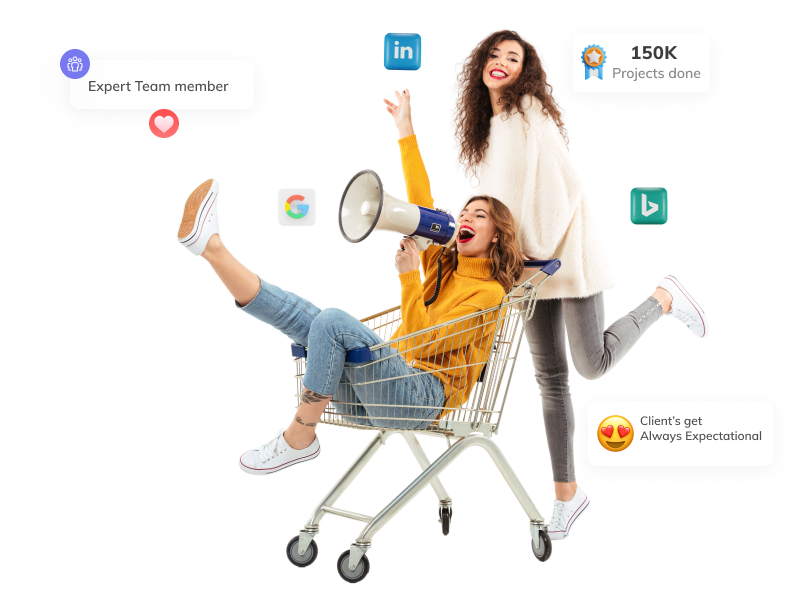 in
150K
Projects done
Expert Team member
G
b
Client's get
Always Expectational